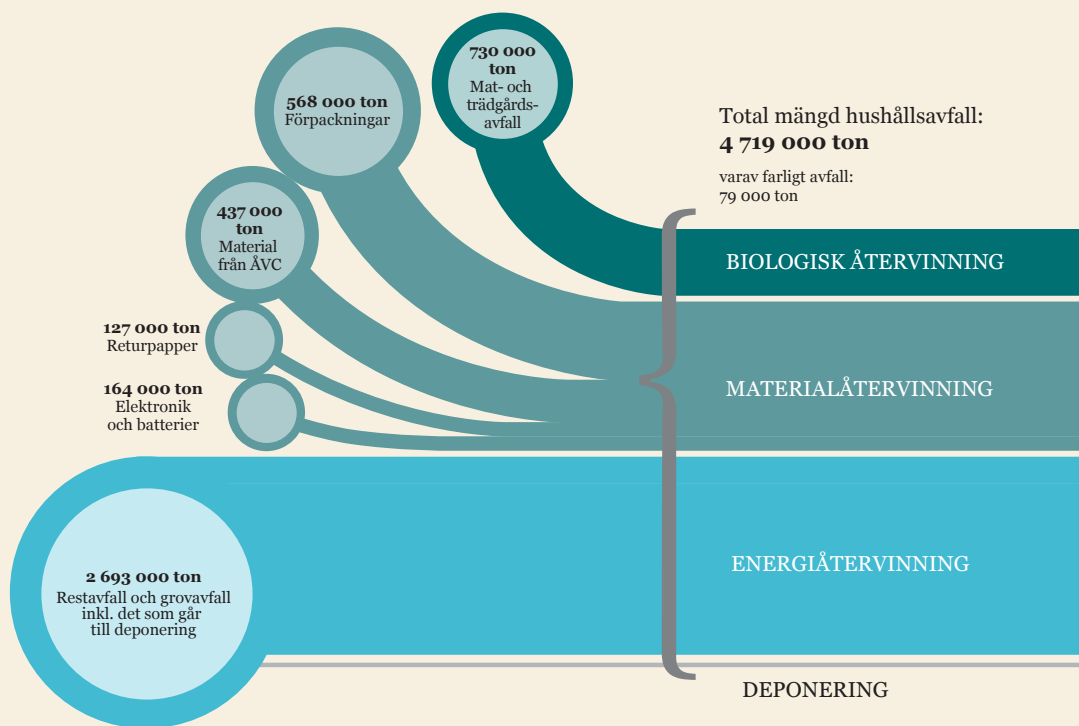 730 000
ton
Mat- och
trädgårds-
avfall
568 000 ton
Förpackningar
Total mängd hushållsavfall:
4 719 000 ton
varav farligt avfall:
79 000 ton
437 000
ton
Material
från ÅVC
BIOLOGISK ÅTERVINNING
127 000 ton
Returpapper
164 000 ton
Elektronik
och batterier
MATERIALÅTERVINNING
2 693 000 ton
Restavfall och grovavfall
inkl. det som går
till deponering
ENERGIÅTERVINNING
DEPONERING